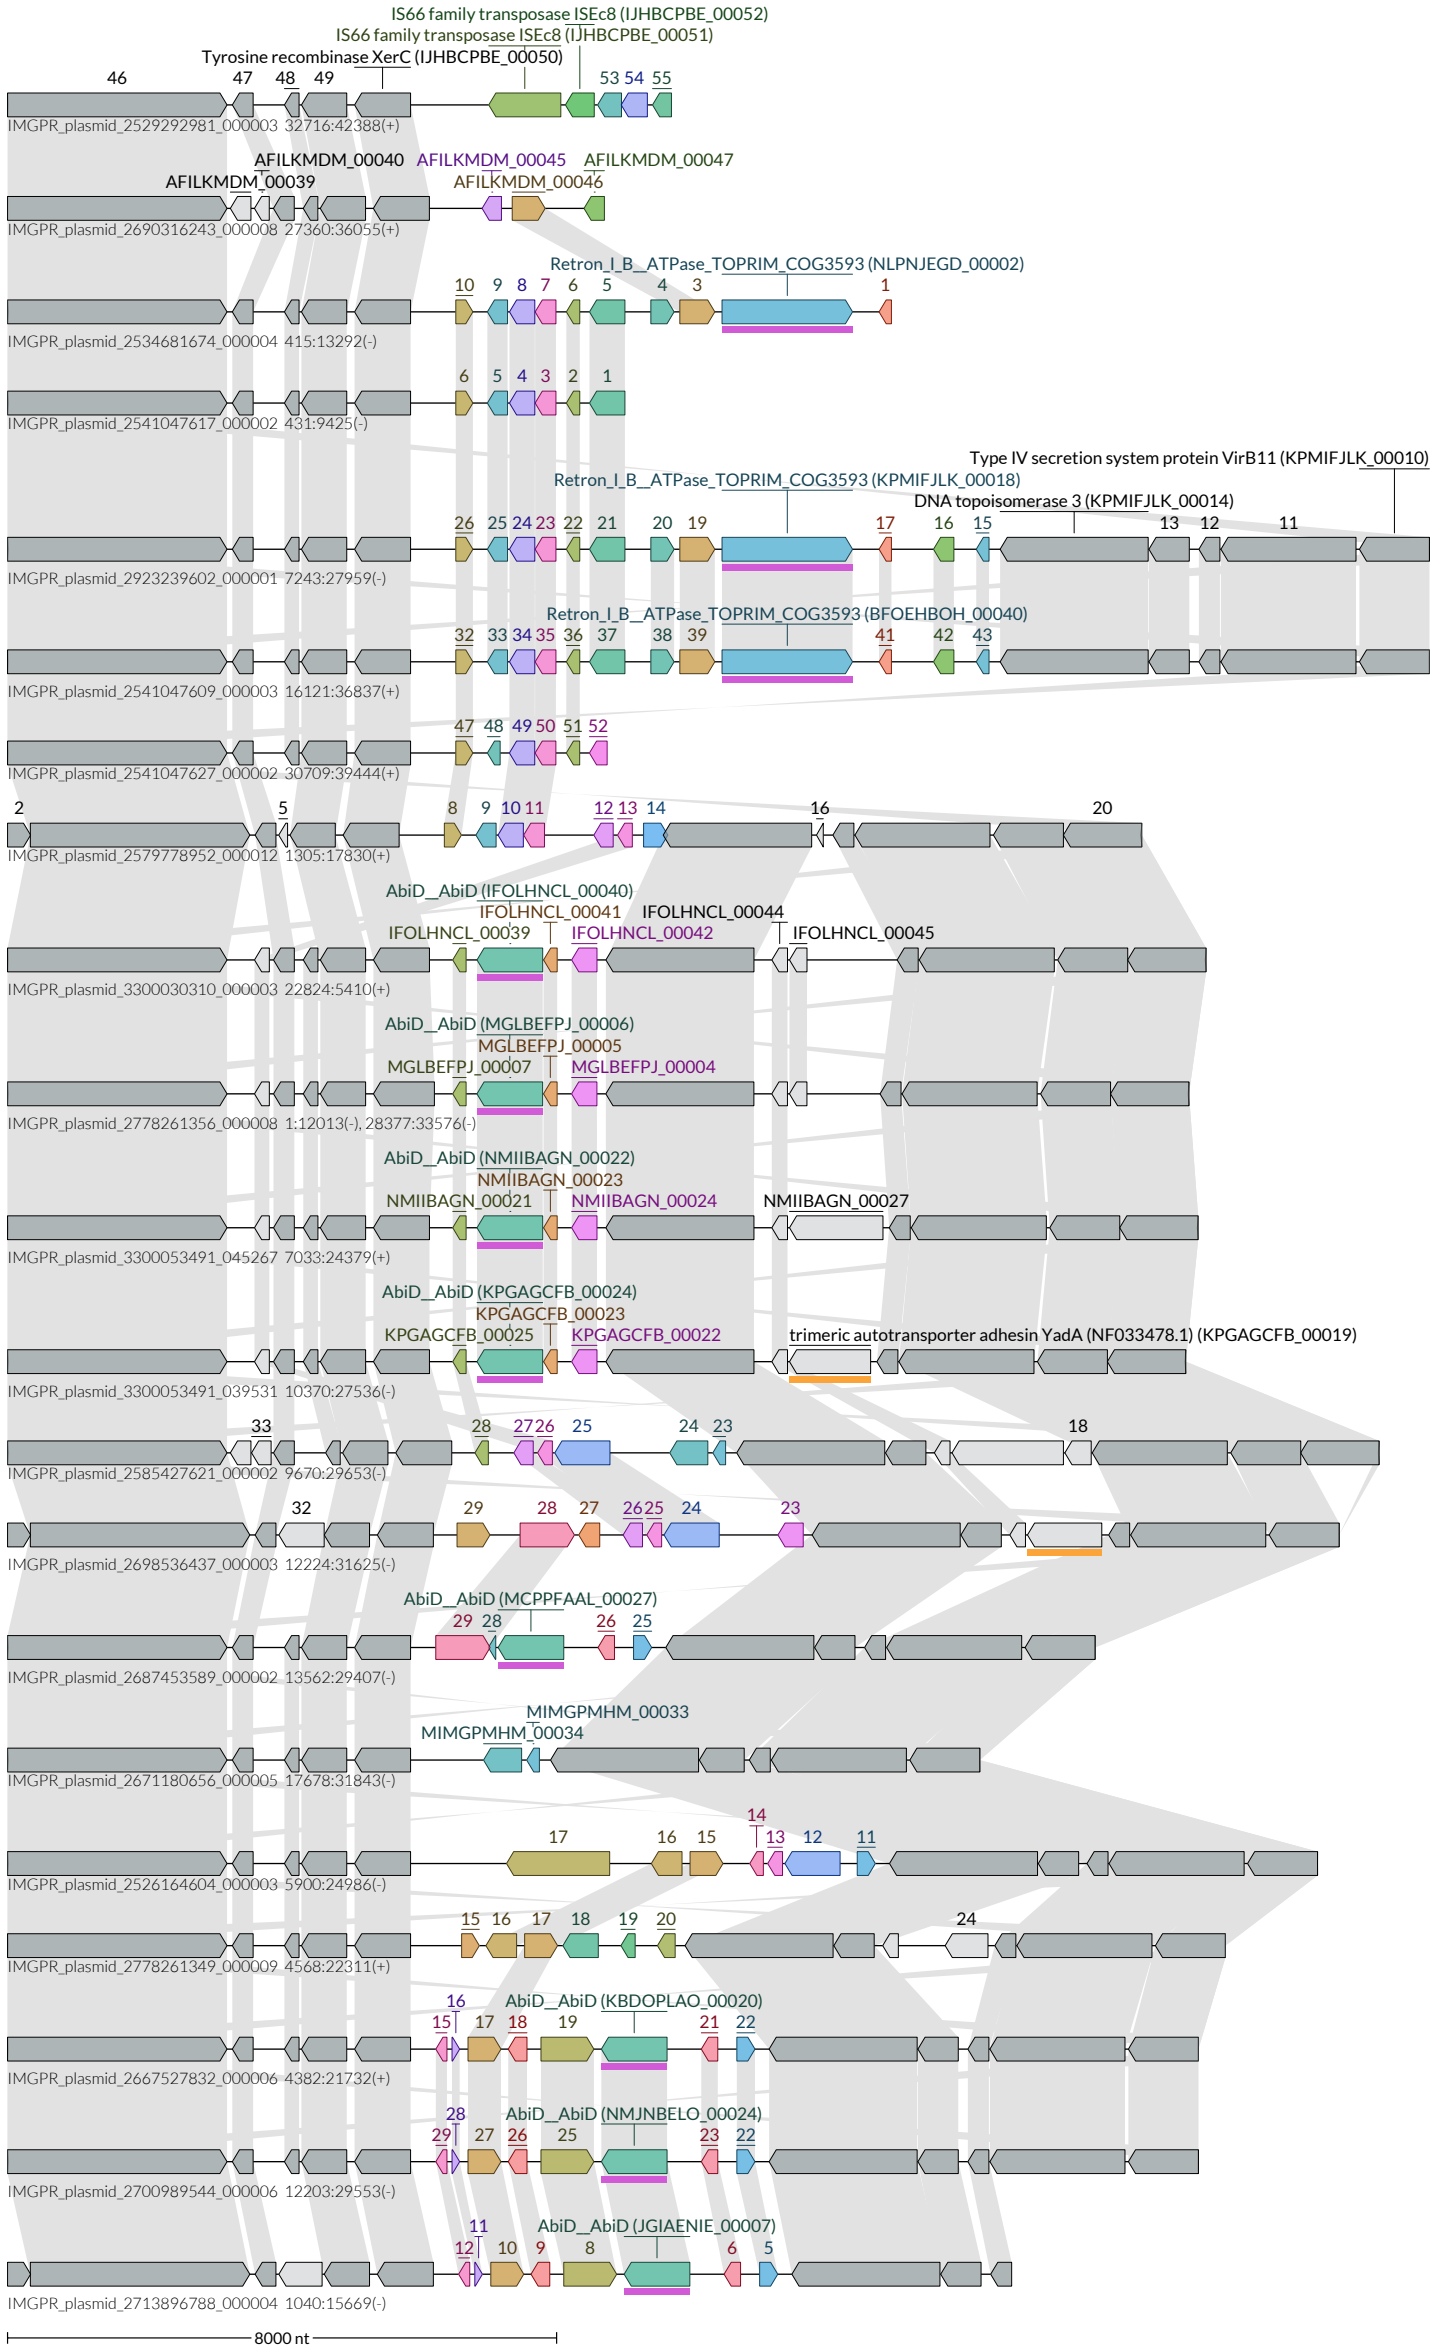 IS66 family transposase ISEc8 (IJHBCPBE_00052)
IS66 family transposase ISEc8 (IJHBCPBE_00051)
Tyrosine recombinase XerC (IJHBCPBE_00050)
46 47 48 49 53 54 55
IMGPR_plasmid_2529292981_000003 32716:42388(+)
AFILKMDM_00040 AFILKMDM_00045 AFILKMDM_00047
AFILKMDM_00039 AFILKMDM_00046
IMGPR_plasmid_2690316243_000008 27360:36055(+)
Retron_I_B__ATPase_TOPRIM_COG3593 (NLPNJEGD_00002)
10 9 8 7 6 5 4 3 1
IMGPR_plasmid_2534681674_000004 415:13292(-)
6 5 4 3 2 1
IMGPR_plasmid_2541047617_000002 431:9425(-)
Type IV secretion system protein VirB11 (KPMIFJLK_00010)
Retron_I_B__ATPase_TOPRIM_COG3593 (KPMIFJLK_00018)
DNA topoisomerase 3 (KPMIFJLK_00014)
26 25 24 23 22 21 20 19 17 16 15 13 12 11
IMGPR_plasmid_2923239602_000001 7243:27959(-)
Retron_I_B__ATPase_TOPRIM_COG3593 (BFOEHBOH_00040)
32 33 34 35 36 37 38 39 41 42 43
IMGPR_plasmid_2541047609_000003 16121:36837(+)
47 48 49 50 51 52
IMGPR_plasmid_2541047627_000002 30709:39444(+)
2 5 8 9 10 11 12 13 14 16 20
IMGPR_plasmid_2579778952_000012 1305:17830(+)
AbiD__AbiD (IFOLHNCL_00040)
IFOLHNCL_00041 IFOLHNCL_00044
IFOLHNCL_00039 IFOLHNCL_00042 IFOLHNCL_00045
IMGPR_plasmid_3300030310_000003 22824:5410(+)
AbiD__AbiD (MGLBEFPJ_00006)
MGLBEFPJ_00005
MGLBEFPJ_00007 MGLBEFPJ_00004
IMGPR_plasmid_2778261356_000008 1:12013(-), 28377:33576(-)
AbiD__AbiD (NMIIBAGN_00022)
NMIIBAGN_00023
NMIIBAGN_00021 NMIIBAGN_00024 NMIIBAGN_00027
IMGPR_plasmid_3300053491_045267 7033:24379(+)
AbiD__AbiD (KPGAGCFB_00024)
KPGAGCFB_00023
KPGAGCFB_00025 KPGAGCFB_00022 trimeric autotransporter adhesin YadA (NF033478.1) (KPGAGCFB_00019)
IMGPR_plasmid_3300053491_039531 10370:27536(-)
33 28 27 26 25 24 23 18
IMGPR_plasmid_2585427621_000002 9670:29653(-)
32 29 28 27 26 25 24 23
IMGPR_plasmid_2698536437_000003 12224:31625(-)
AbiD__AbiD (MCPPFAAL_00027)
29 28 26 25
IMGPR_plasmid_2687453589_000002 13562:29407(-)
MIMGPMHM_00033
MIMGPMHM_00034
IMGPR_plasmid_2671180656_000005 17678:31843(-)
14
17 16 15 13 12 11
IMGPR_plasmid_2526164604_000003 5900:24986(-)
15 16 17 18 19 20 24
IMGPR_plasmid_2778261349_000009 4568:22311(+)
16 AbiD__AbiD (KBDOPLAO_00020)
15 17 18 19 21 22
IMGPR_plasmid_2667527832_000006 4382:21732(+)
28 AbiD__AbiD (NMJNBELO_00024)
29 27 26 25 23 22
IMGPR_plasmid_2700989544_000006 12203:29553(-)
11 AbiD__AbiD (JGIAENIE_00007)
12 10 9 8 6 5
IMGPR_plasmid_2713896788_000004 1040:15669(-)
8000 nt